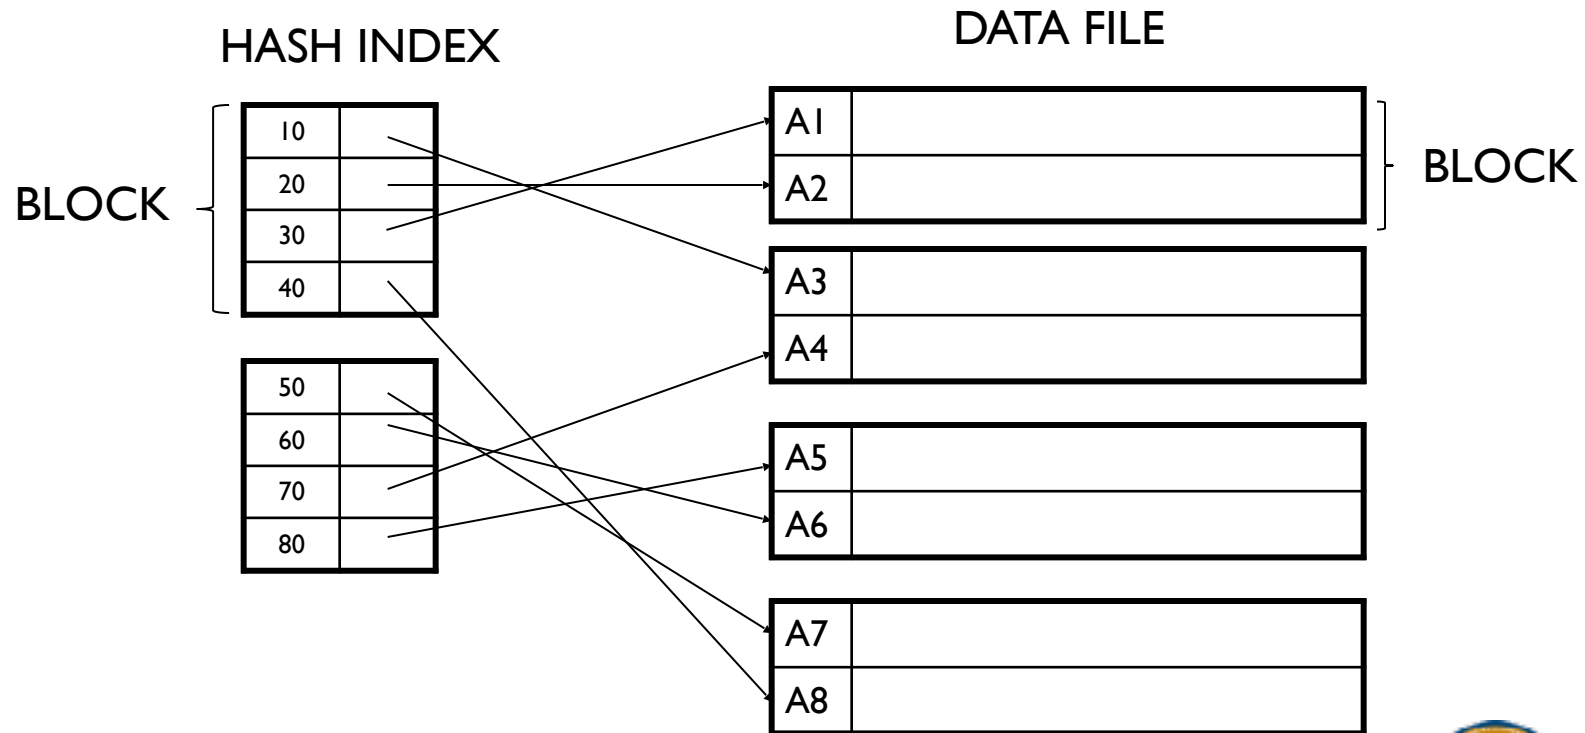 HASH INDEX
DATA FILE
BLOCK
10
20
30
40
50
60
70
80
A1
A2
A3
A4
A5
A6
A7
A8
BLOCK